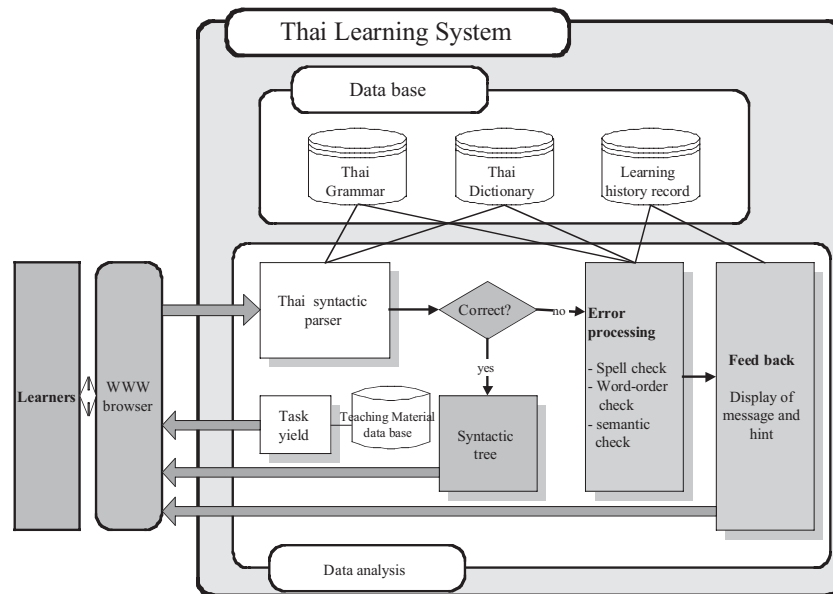 Thai Learning System
Data base
Thai
Grammar
Thai
Dictionary
Learning
history record
Thai syntactic
parser
Correct?
no
yes
Error
processing
- Spell check
- Word-order
check
- semantic
check
Feed back
Display of
message and
hint
Learners
WWW
browser
Task
yield
Teaching Material
data base
Syntactic
tree
Data analysis